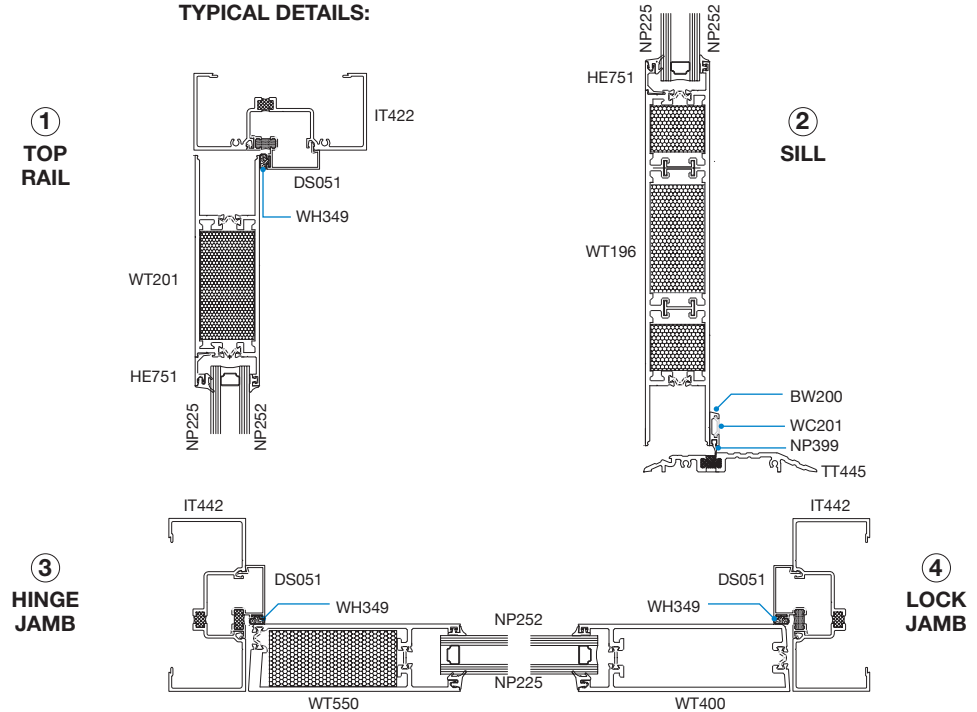 TYPICAL DETAILS:
1
TOP
RAIL
IT422
DS051
WH349
WT201
HE751
NP225
NP252
NP225
NP252
HE751
2
SILL
WT196
BW200
WC201
NP399
TT445
3
HINGE
JAMB
IT442
DS051
WH349
NP252
NP225
WT550
IT442
DS051
WH349
WT400
4
LOCK
JAMB